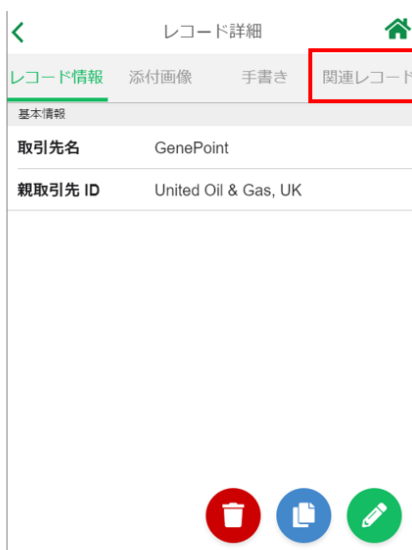 レコード詳細
レコード情報 添付画像 手書き 関連レコード
基本情報
取引先名 GenePoint
親取引先 ID United Oil & Gas, UK